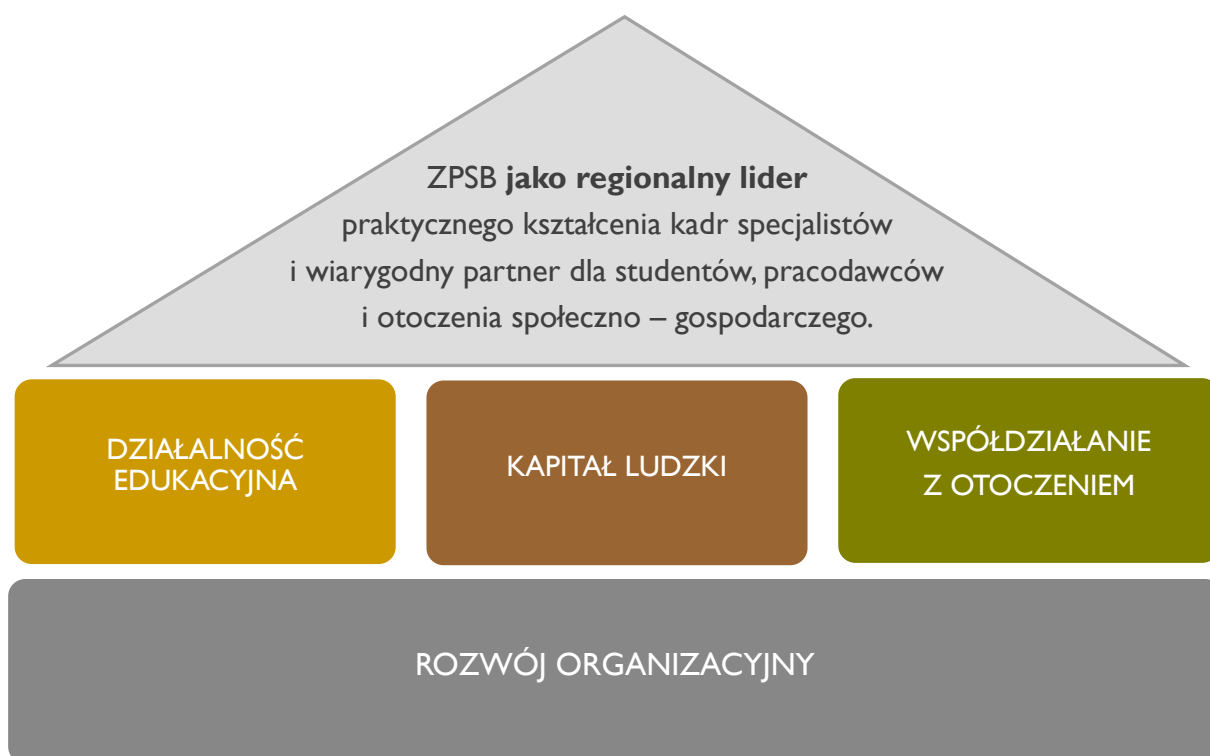 ZPSB jako regionalny lider
praktycznego kształcenia kadr specjalistów
i wiarygodny partner dla studentów, pracodawców
i otoczenia społeczno – gospodarczego.
DZIAŁALNOŚĆ
EDUKACYJNA
KAPITAŁ LUDZKI
WSPÓŁDZIAŁANIE
Z OTOCZENIEM
ROZWÓJ ORGANIZACYJNY